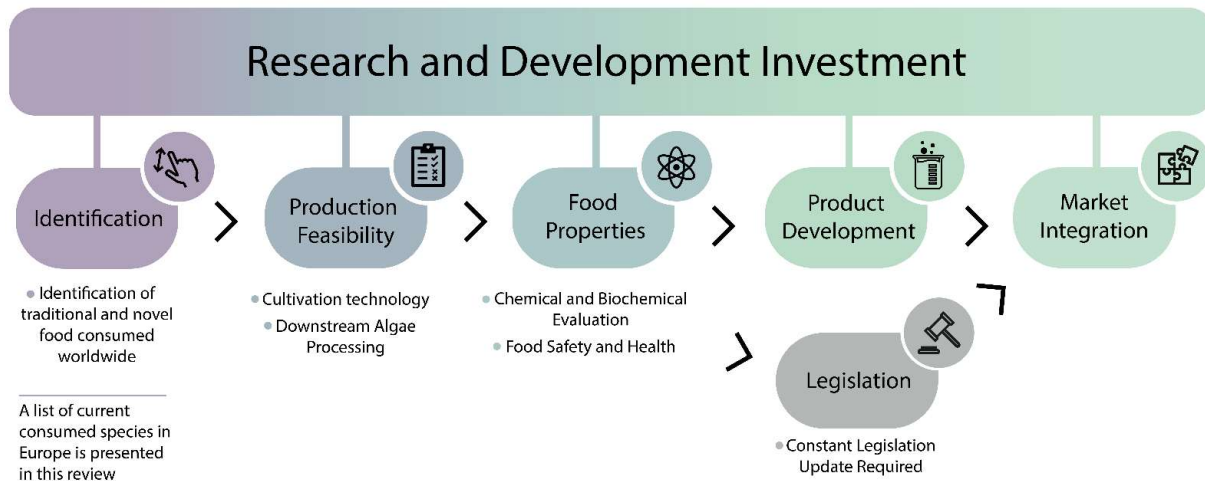 Research and Development Investment
Identification
Production
Feasibility
Food
Properties
Product
Development
Market
Integration
Identification of
traditional and novel
food consumed
worldwide
Cultivation technology
Downstream Algae
Processing
Chemical and Biochemical
Evaluation
Food Safety and Health
Legislation
Constant Legislation
Update Required
A list of current
consumed species in
Europe is presented
in this review